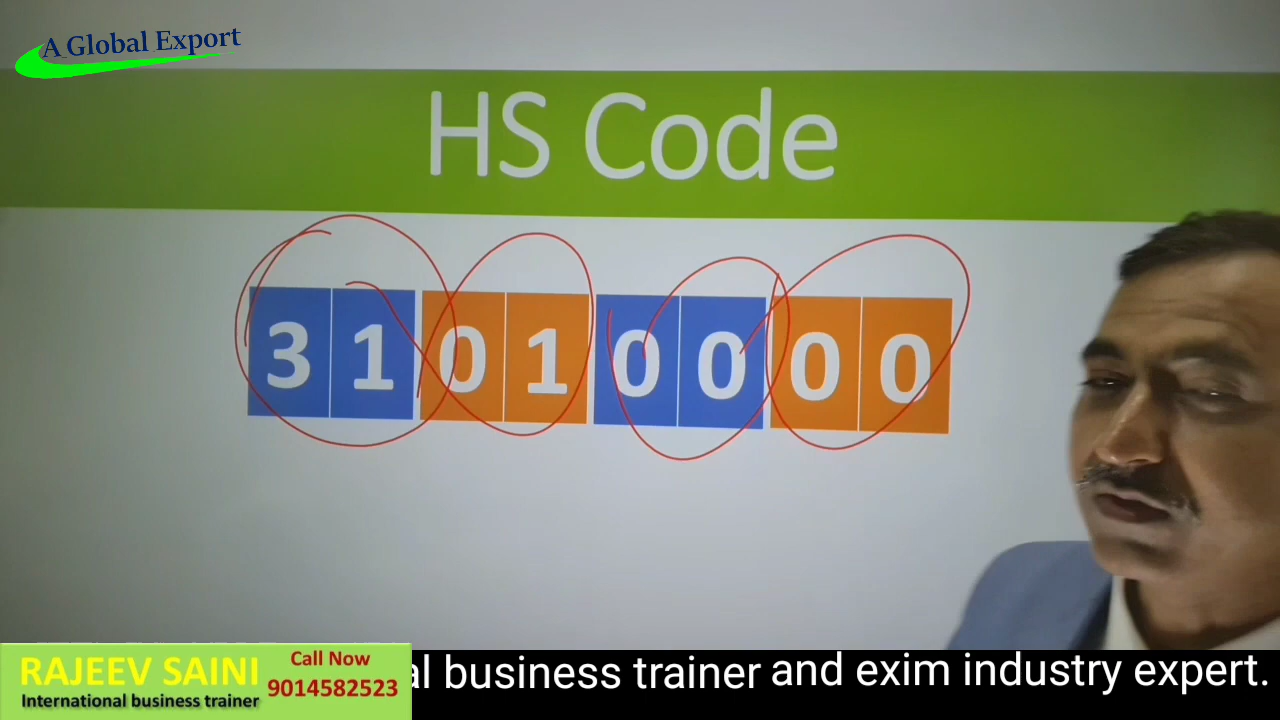 A Global Export
HS Code
3 1 0 1 0 0 0 0
RAJEEV SAINI
International business trainer
Call Now
9014582523
al business trainer and exim industry expert.